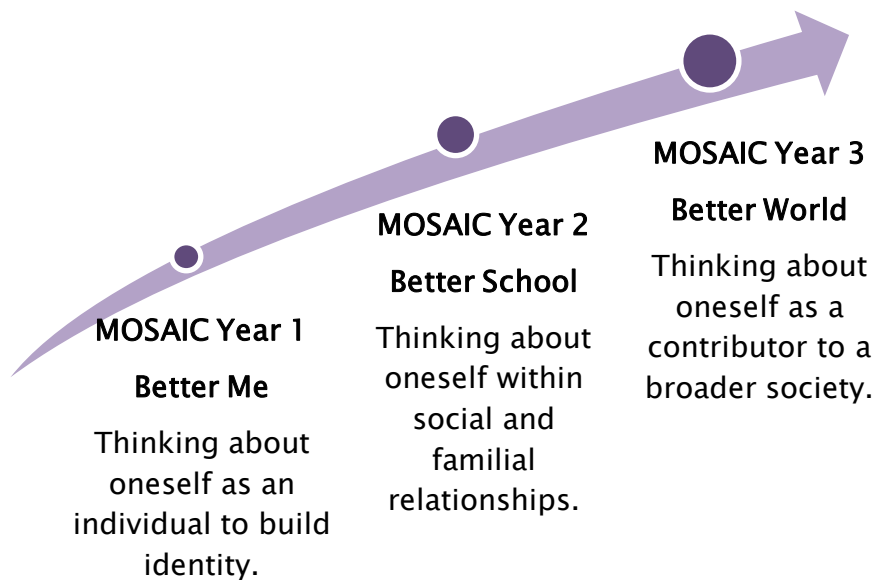 MOSAIC Year 1
Better Me
Thinking about
oneself as an
individual to build
identity.
MOSAIC Year 2
Better School
Thinking about
oneself within
social and
familial
relationships.
MOSAIC Year 3
Better World
Thinking about
oneself as a
contributor to a
broader society.